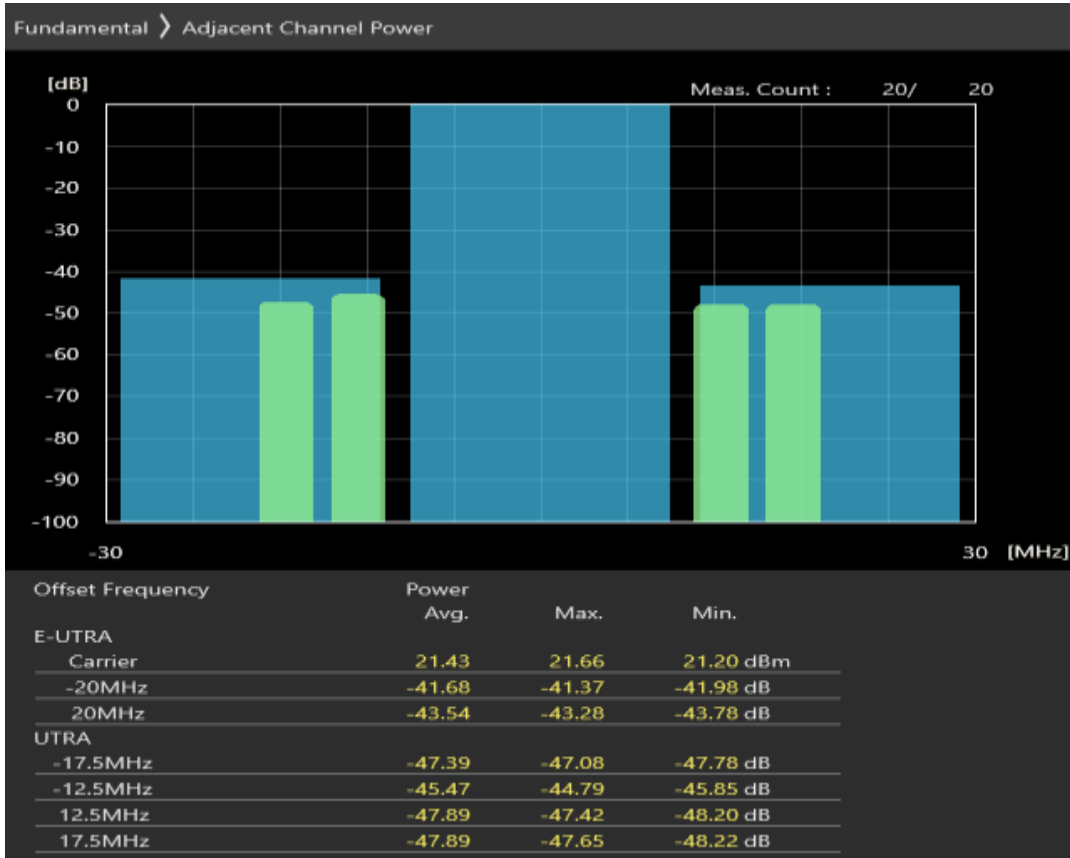 Fundamental 〉 Adjacent Channel Power
[dB]
Meas. Count : 20/ 20
0
-10
-20
-30
-40
-50
-60
-70
-80
-90
-100
-30 30 [MHz]
Offset Frequency Power
Avg. Max. Min.
E-UTRA
Carrier 21.43 21.66 21.20 dBm
-20MHz -41.68 -41.37 -41.98 dB
20MHz -43.54 -43.28 -43.78 dB
UTRA
-17.5MHz -47.39 -47.08 -47.78 dB
-12.5MHz -45.47 -44.79 -45.85 dB
12.5MHz -47.89 -47.42 -48.20 dB
17.5MHz -47.89 -47.65 -48.22 dB